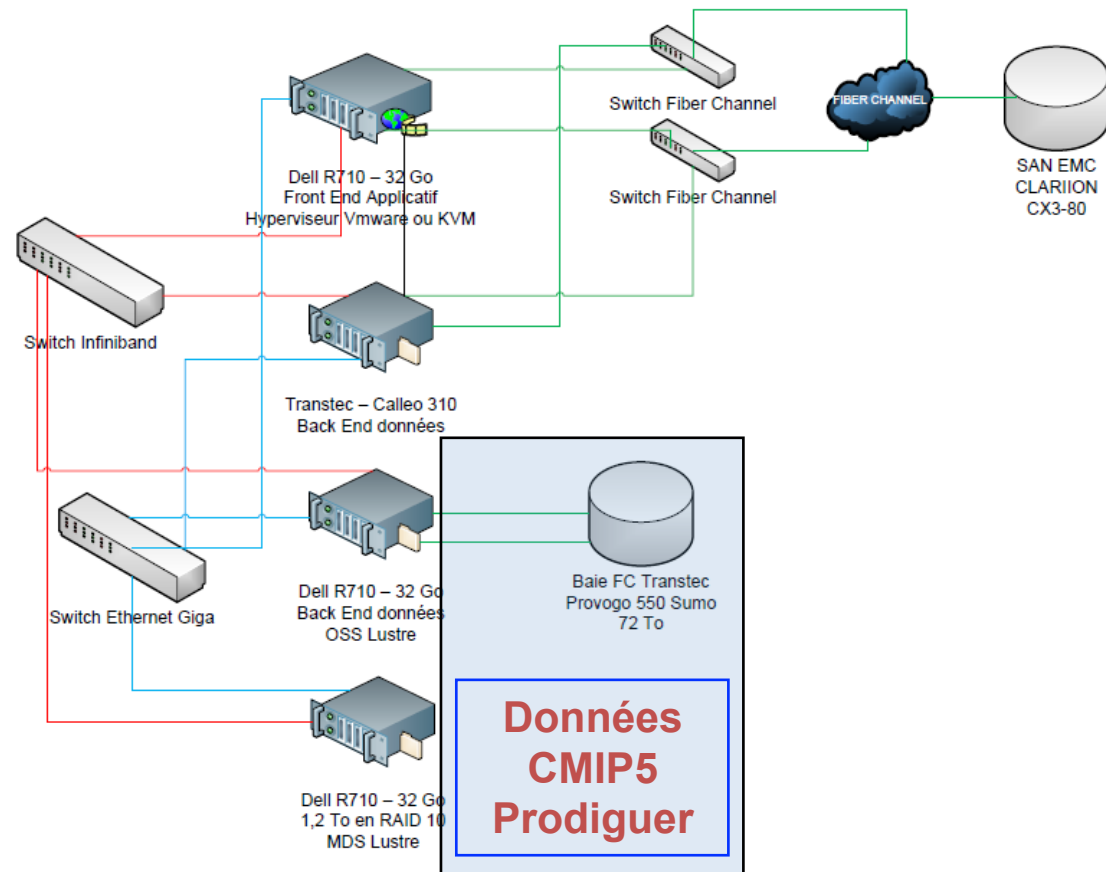 Switch Fiber Channel
FIBER CHANNEL
Dell R710 – 32 Go
Front End Applicatif
Hyperviseur Vmware ou KVM
Switch Fiber Channel
SAN EMC
CLARIION
CX3-80
Switch Infiniband
Transtec – Calleo 310
Back End données
Dell R710 – 32 Go
Back End données
OSS Lustre
Baie FC Transtec
Provogo 550 Sumo
72 To
Switch Ethernet Giga
Données
CMIP5
Prodiguer
Dell R710 – 32 Go
1,2 To en RAID 10
MDS Lustre